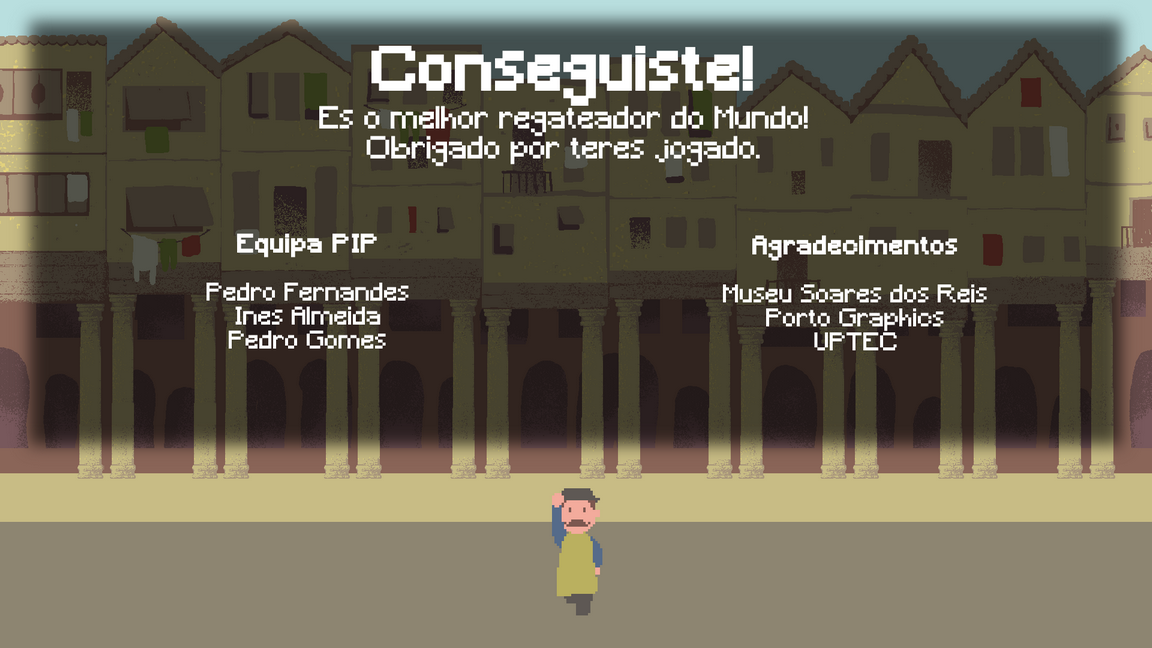 Conseguiste!
Es o melhor regateador do Mundo!
Obrigado por teres jogado.
Equipa PIP
Pedro Fernandes
Ines Almeida
Pedro Gomes
Agradecimentos
Museu Soares dos Reis
Porto Graphics
UPTEC